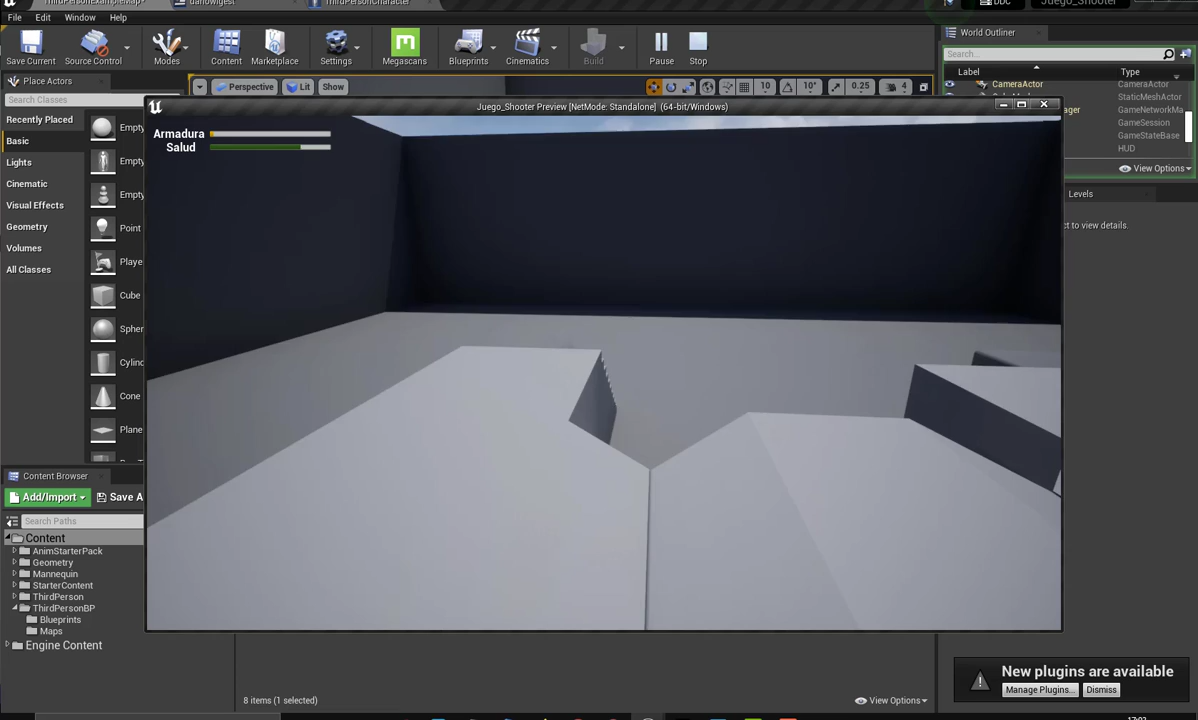 ThirdPersonExampleMap*
danowigest
ThirdPersonCharacter
DDC
Juego_Shooter
File Edit Window Help
Save Current
Source Control
Modes
Content
Marketplace
Settings
Megascans
Blueprints
Cinematics
Build
Pause
Stop
World Outliner
Search...
Label Type
CameraActor CameraActor
StaticMeshActor
ager GameNetworkMa
GameSession
GameStateBase
HUD
View Options
Levels
ct to view details.
Place Actors
Search Classes
Perspective Lit Show 10 10° 0.25 4
Juego_Shooter Preview [NetMode: Standalone] (64-bit/Windows)
Armadura
Salud
Recently Placed
Basic
Lights
Cinematic
Visual Effects
Geometry
Volumes
All Classes
Empty
Empty
Empty
Point
Playe
Cube
Spher
Cylinc
Cone
Plane
Content Browser
Add/Import Save A
Search Paths
Content
AnimStarterPack
Geometry
Mannequin
StarterContent
ThirdPerson
ThirdPersonBP
Blueprints
Maps
Engine Content
8 items (1 selected)
View Options
New plugins are available
Manage Plugins...
Dismiss